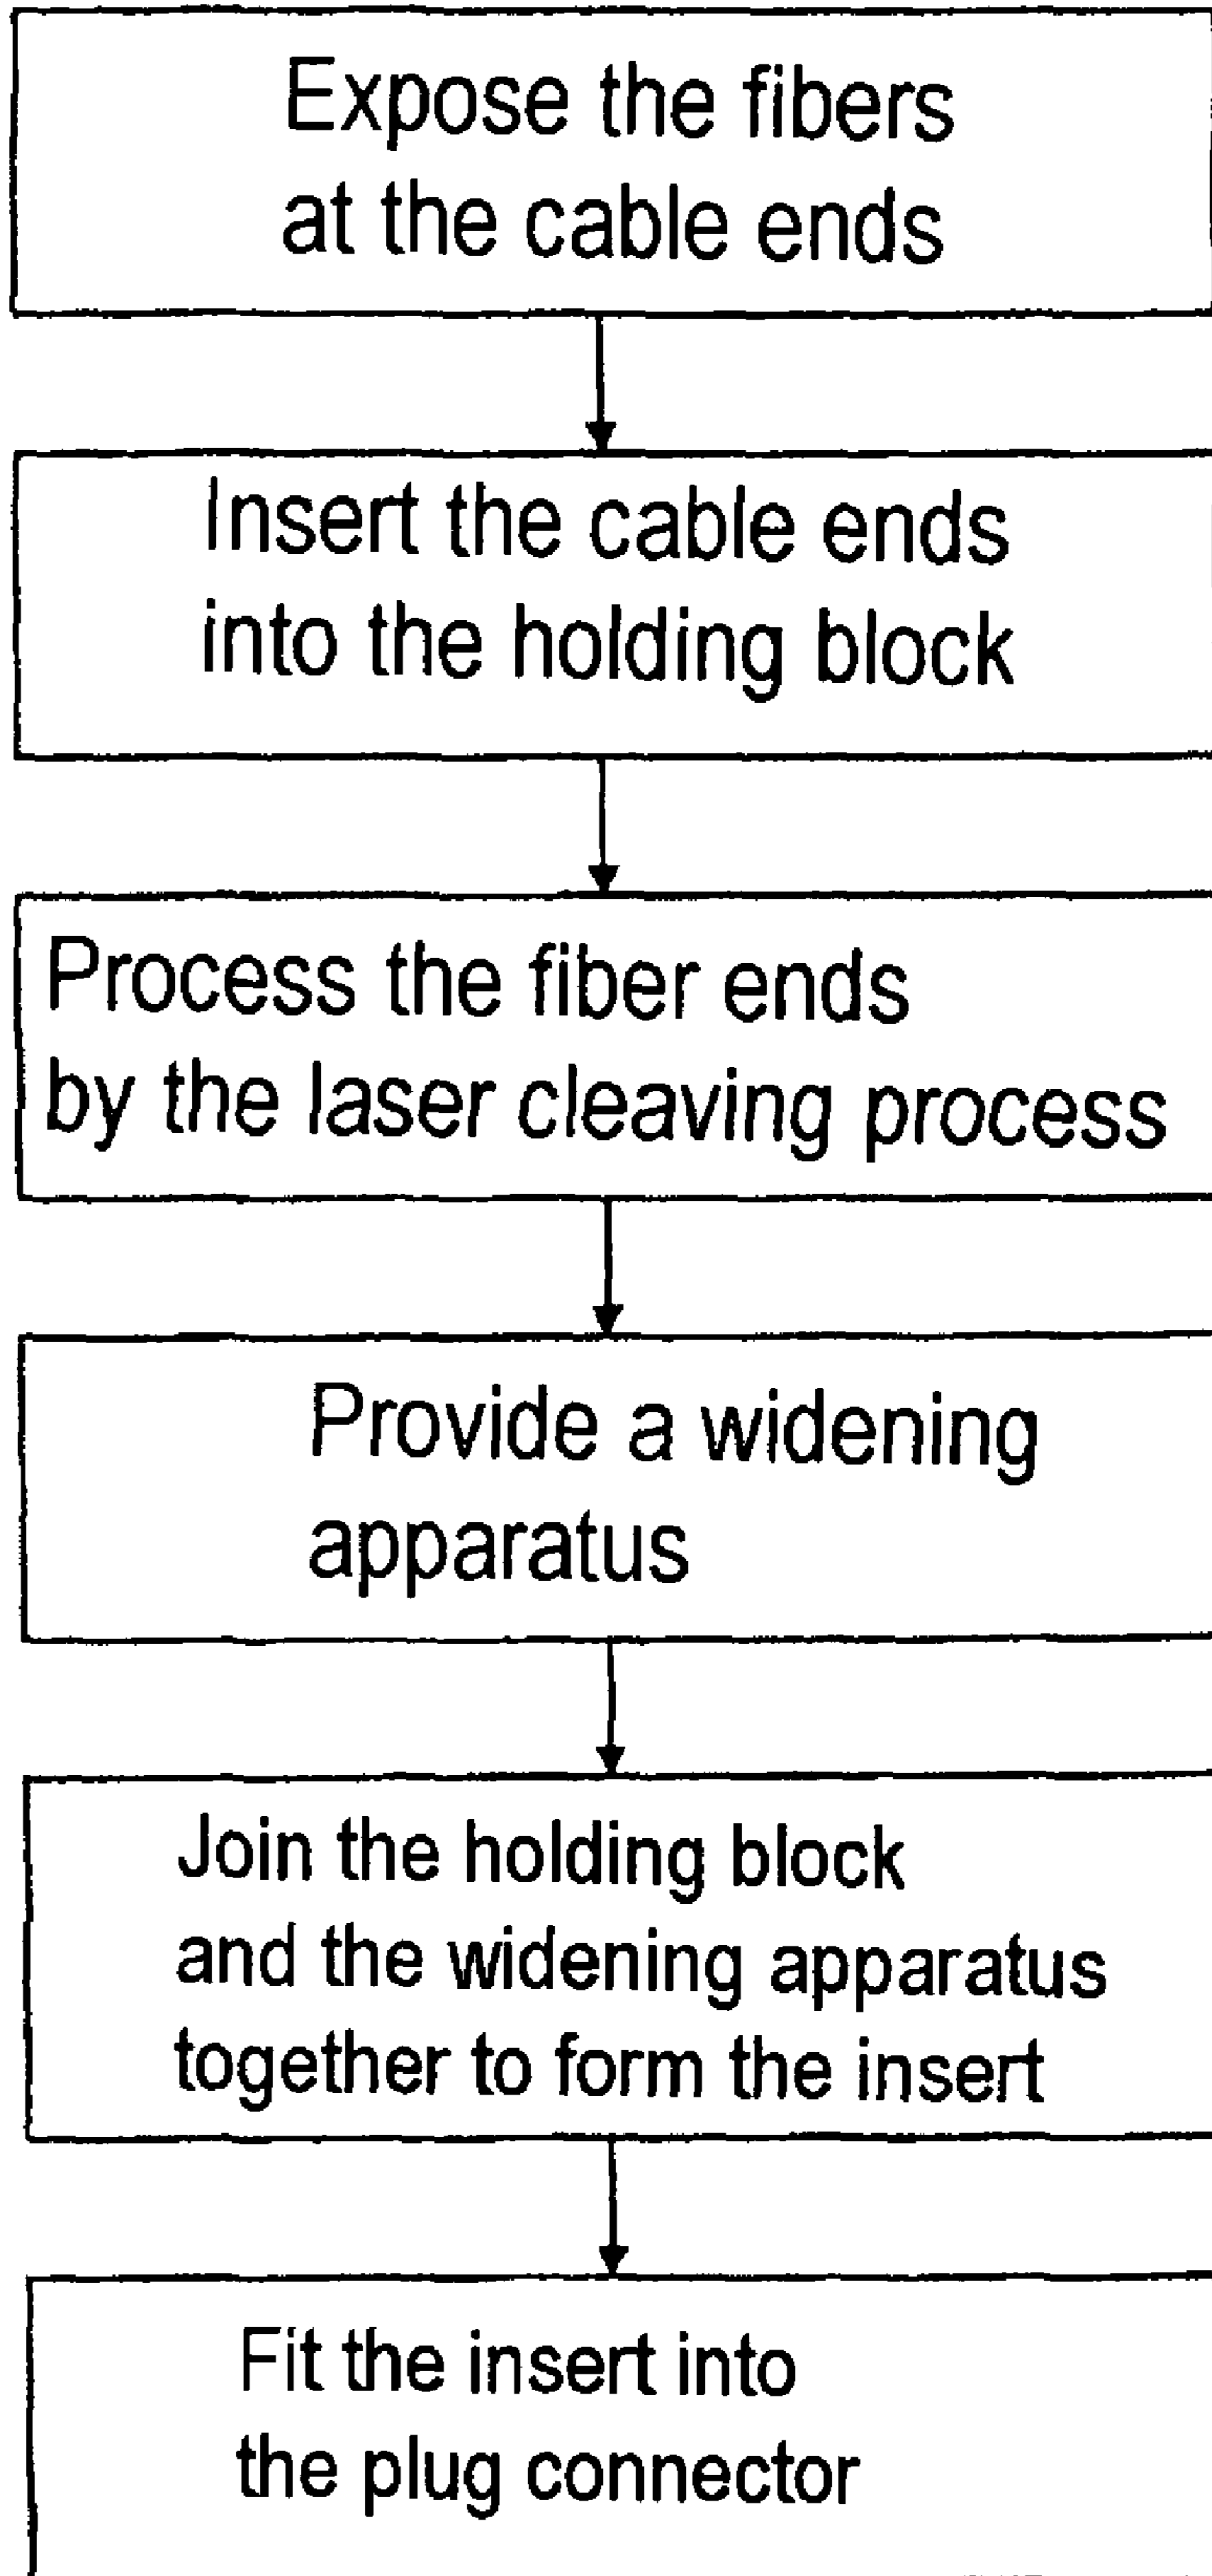 Expose the fibers
at the cable ends
Insert the cable ends
into the holding block
Process the fiber ends
by the laser cleaving process
Provide a widening
apparatus
Join the holding block
and the widening apparatus
together to form the insert
Fit the insert into
the plug connector